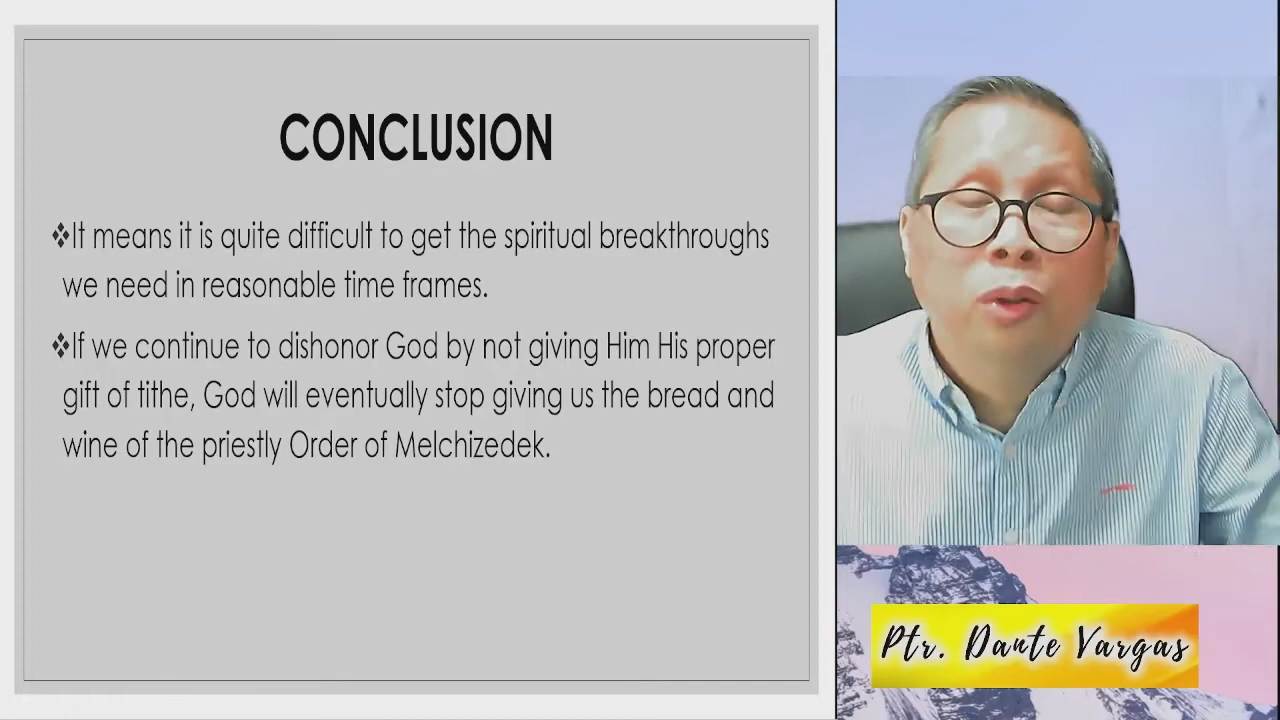 CONCLUSION
❖It means it is quite difficult to get the spiritual breakthroughs
we need in reasonable time frames.
❖If we continue to dishonor God by not giving Him His proper
gift of tithe, God will eventually stop giving us the bread and
wine of the priestly Order of Melchizedek.
Ptr. Dante Vargas